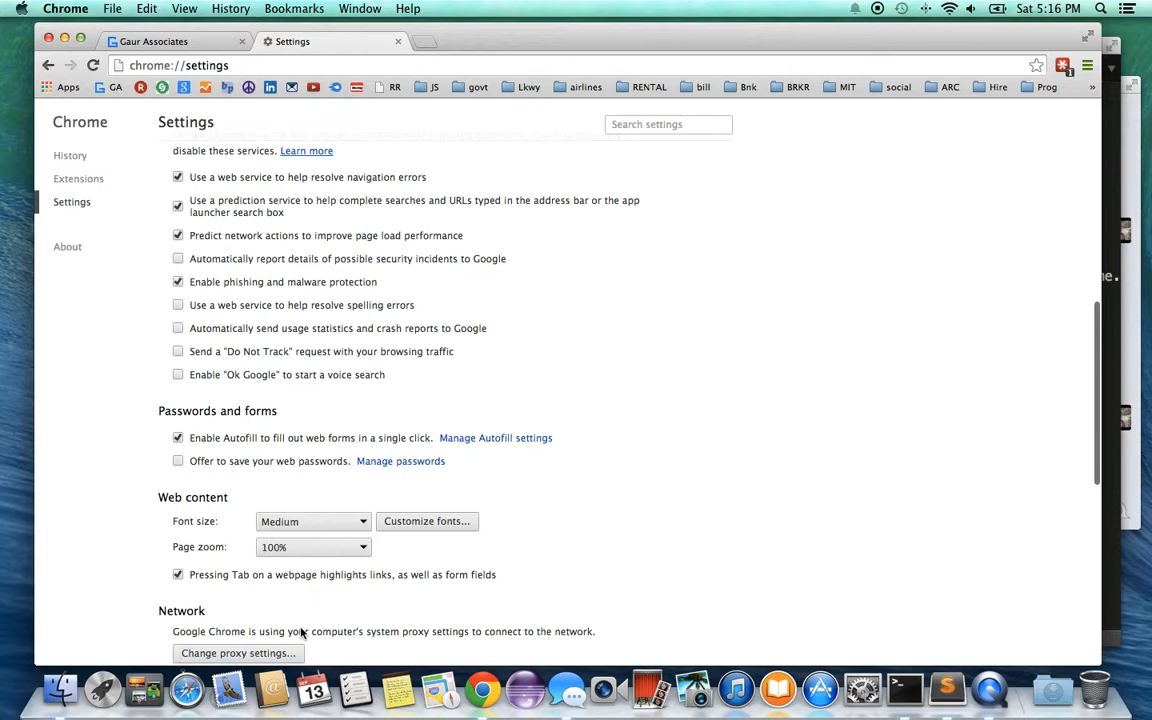 Chrome File Edit View History Bookmarks Window Help Sat 5:16 PM
Gaur Associates
Settings
chrome://settings
1
Apps GA RR JS govt Lkwy airlines RENTAL bill Bnk BRKR MIT social ARC Hire Prog »
Chrome
Settings
Search settings
History
Extensions
Settings
About
disable these services. Learn more
Use a web service to help resolve navigation errors
Use a prediction service to help complete searches and URLs typed in the address bar or the app
launcher search box
Predict network actions to improve page load performance
Automatically report details of possible security incidents to Google
Enable phishing and malware protection
Use a web service to help resolve spelling errors
Automatically send usage statistics and crash reports to Google
Send a "Do Not Track" request with your browsing traffic
Enable "Ok Google" to start a voice search
Passwords and forms
Enable Autofill to fill out web forms in a single click. Manage Autofill settings
Offer to save your web passwords. Manage passwords
Web content
Font size: Medium Customize fonts...
Page zoom: 100%
Pressing Tab on a webpage highlights links, as well as form fields
Network
Google Chrome is using your computer's system proxy settings to connect to the network.
Change proxy settings...
e.
13